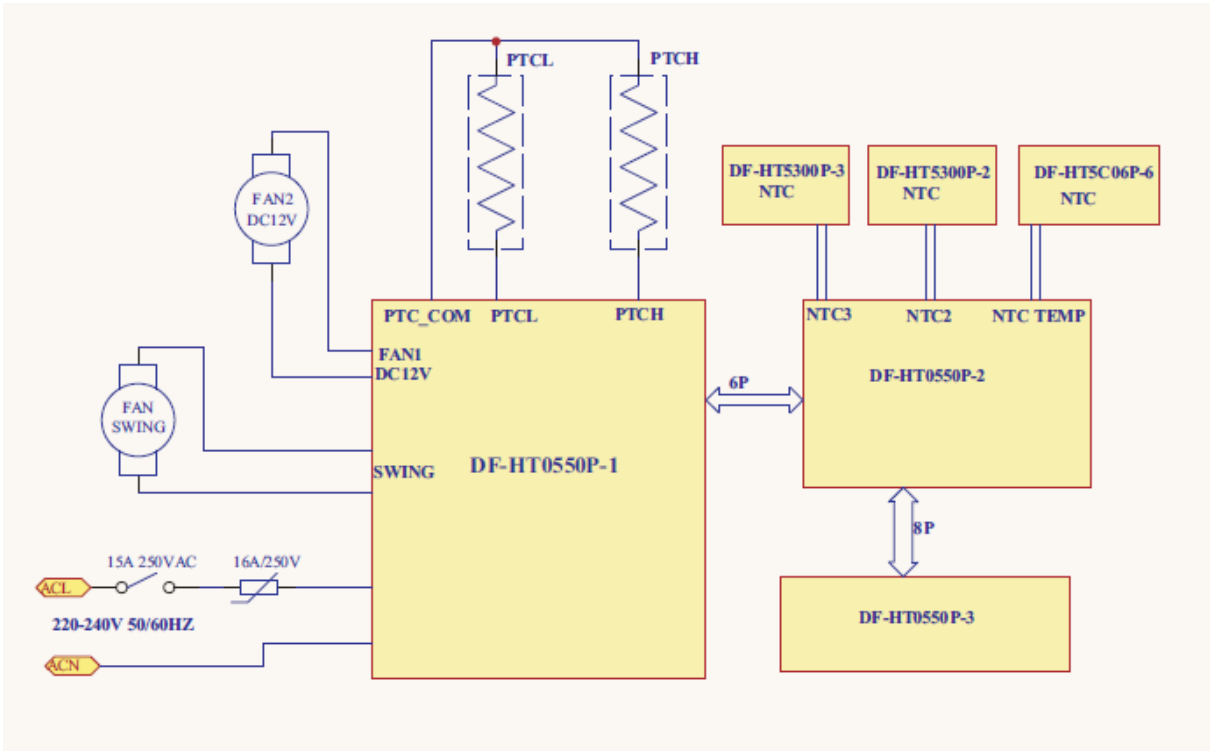 PTCL
PTCH
FAN2
DC12V
DF-HT5300P-3
NTC
DF-HT5300P-2
NTC
DF-HT5C06P-6
NTC
PTC_COM
PTCL
PTCH
NTC3
NTC2
NTC TEMP
FAN1
DC12V
DF-HT0550P-2
6P
FAN
SWING
SWING
DF-HT0550P-1
8P
15A 250VAC
16A/250V
ACL
220-240V 50/60HZ
DF-HT0550P-3
ACN